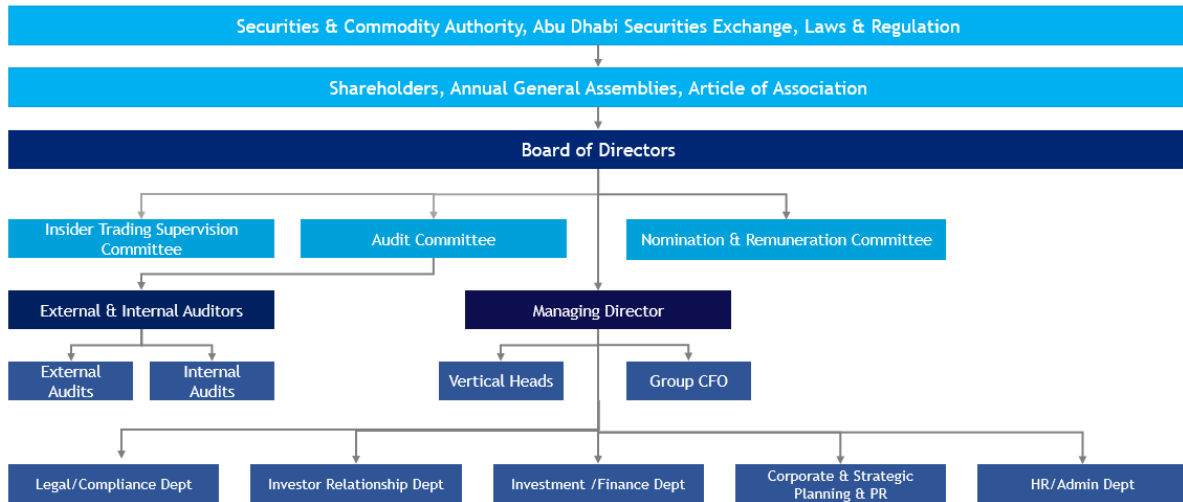 Securities & Commodity Authority, Abu Dhabi Securities Exchange, Laws & Regulation
Shareholders, Annual General Assemblies, Article of Association
Board of Directors
Insider Trading Supervision
Committee
Audit Committee
Nomination & Remuneration Committee
External & Internal Auditors
Managing Director
External
Audits
Internal
Audits
Vertical Heads
Group CFO
Legal/Compliance Dept
Investor Relationship Dept
Investment /Finance Dept
Corporate & Strategic
Planning & PR
HR/Admin Dept